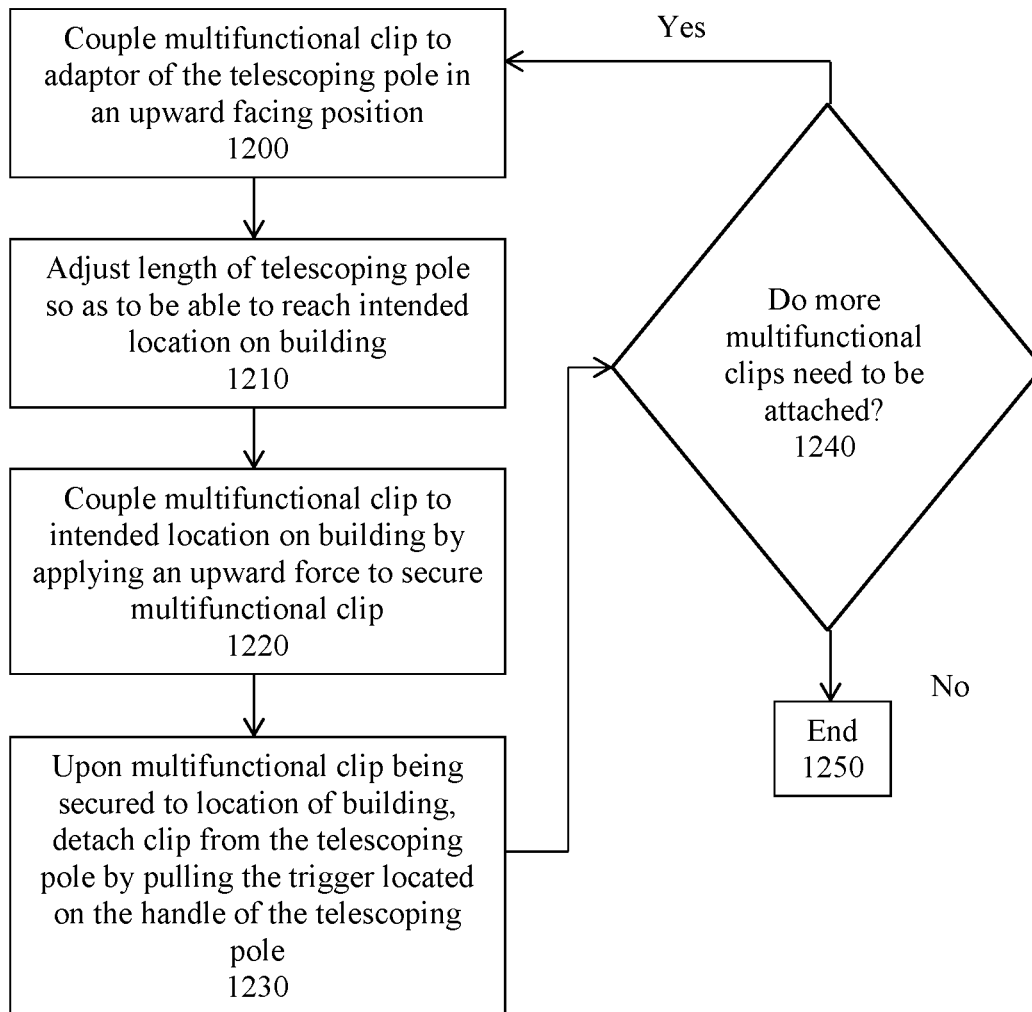 Couple multifunctional clip to
adaptor of the telescoping pole in
an upward facing position
1200
Adjust length of telescoping pole
so as to be able to reach intended
location on building
1210
Couple multifunctional clip to
intended location on building by
applying an upward force to secure
multifunctional clip
1220
Upon multifunctional clip being
secured to location of building,
detach clip from the telescoping
pole by pulling the trigger located
on the handle of the telescoping
pole
1230
Yes
Do more
multifunctional
clips need to be
attached?
1240
No
End
1250